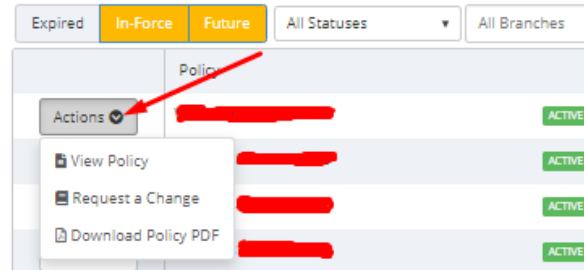 Expired In-Force Future All Statuses All Branches
Policy
Actions ACTIVE
View Policy ACTIVE
Request a Change ACTIVE
Download Policy PDF ACTIVE